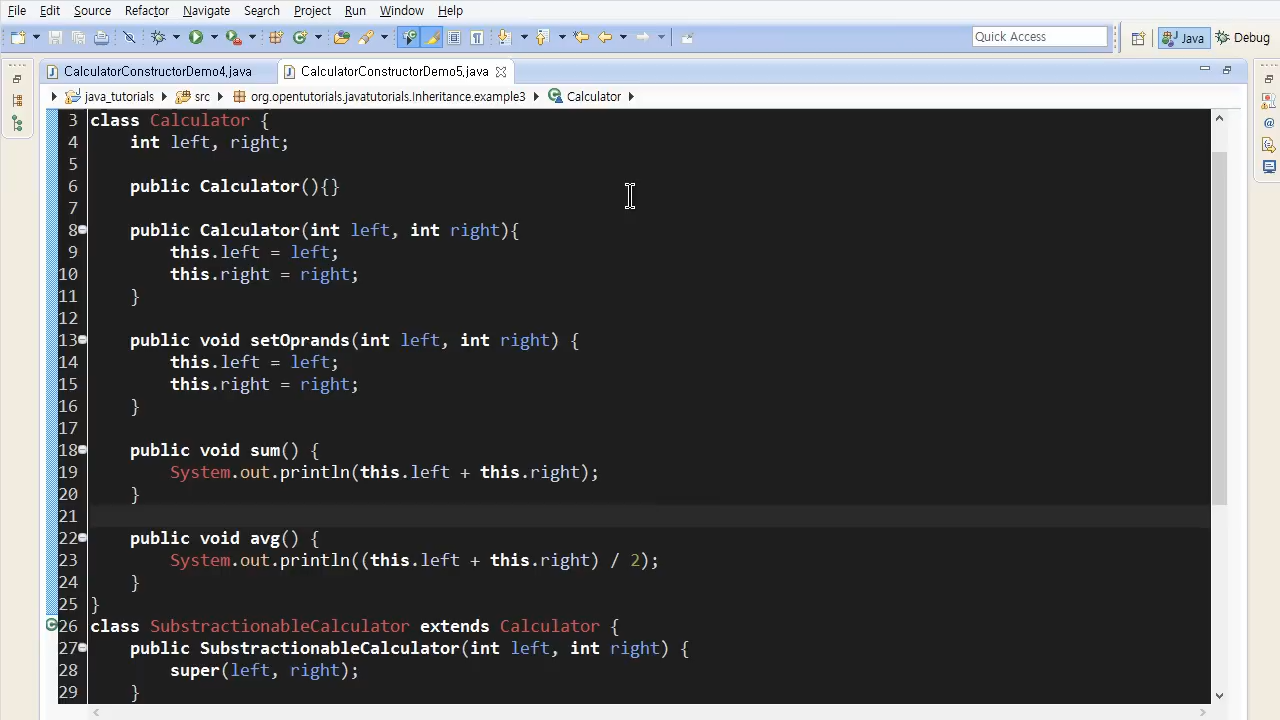 File Edit Source Refactor Navigate Search Project Run Window Help
Quick Access Java Debug
CalculatorConstructorDemo4.java CalculatorConstructorDemo5.java
java_tutorials src org.opentutorials.javatutorials.Inheritance.example3 Calculator
3 class Calculator {
4 int left, right;
5
6 public Calculator(){}
7
8 public Calculator(int left, int right){
9 this.left = left;
10 this.right = right;
11 }
12
13 public void setOprands(int left, int right) {
14 this.left = left;
15 this.right = right;
16 }
17
18 public void sum() {
19 System.out.println(this.left + this.right);
20 }
21
22 public void avg() {
23 System.out.println((this.left + this.right) / 2);
24 }
25 }
26 class SubstractionableCalculator extends Calculator {
27 public SubstractionableCalculator(int left, int right) {
28 super(left, right);
29 }